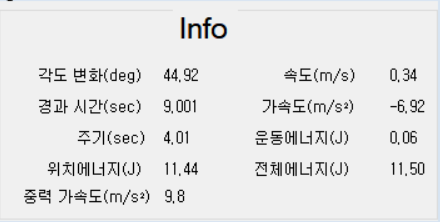 Info
각도 변화(deg) 44,92 속도(m/s) 0,34
경과 시간(sec) 9,001 가속도(m/s²) -6,92
주기(sec) 4,01 운동에너지(J) 0,06
위치에너지(J) 11,44 전체에너지(J) 11,50
중력 가속도(m/s²) 9,8